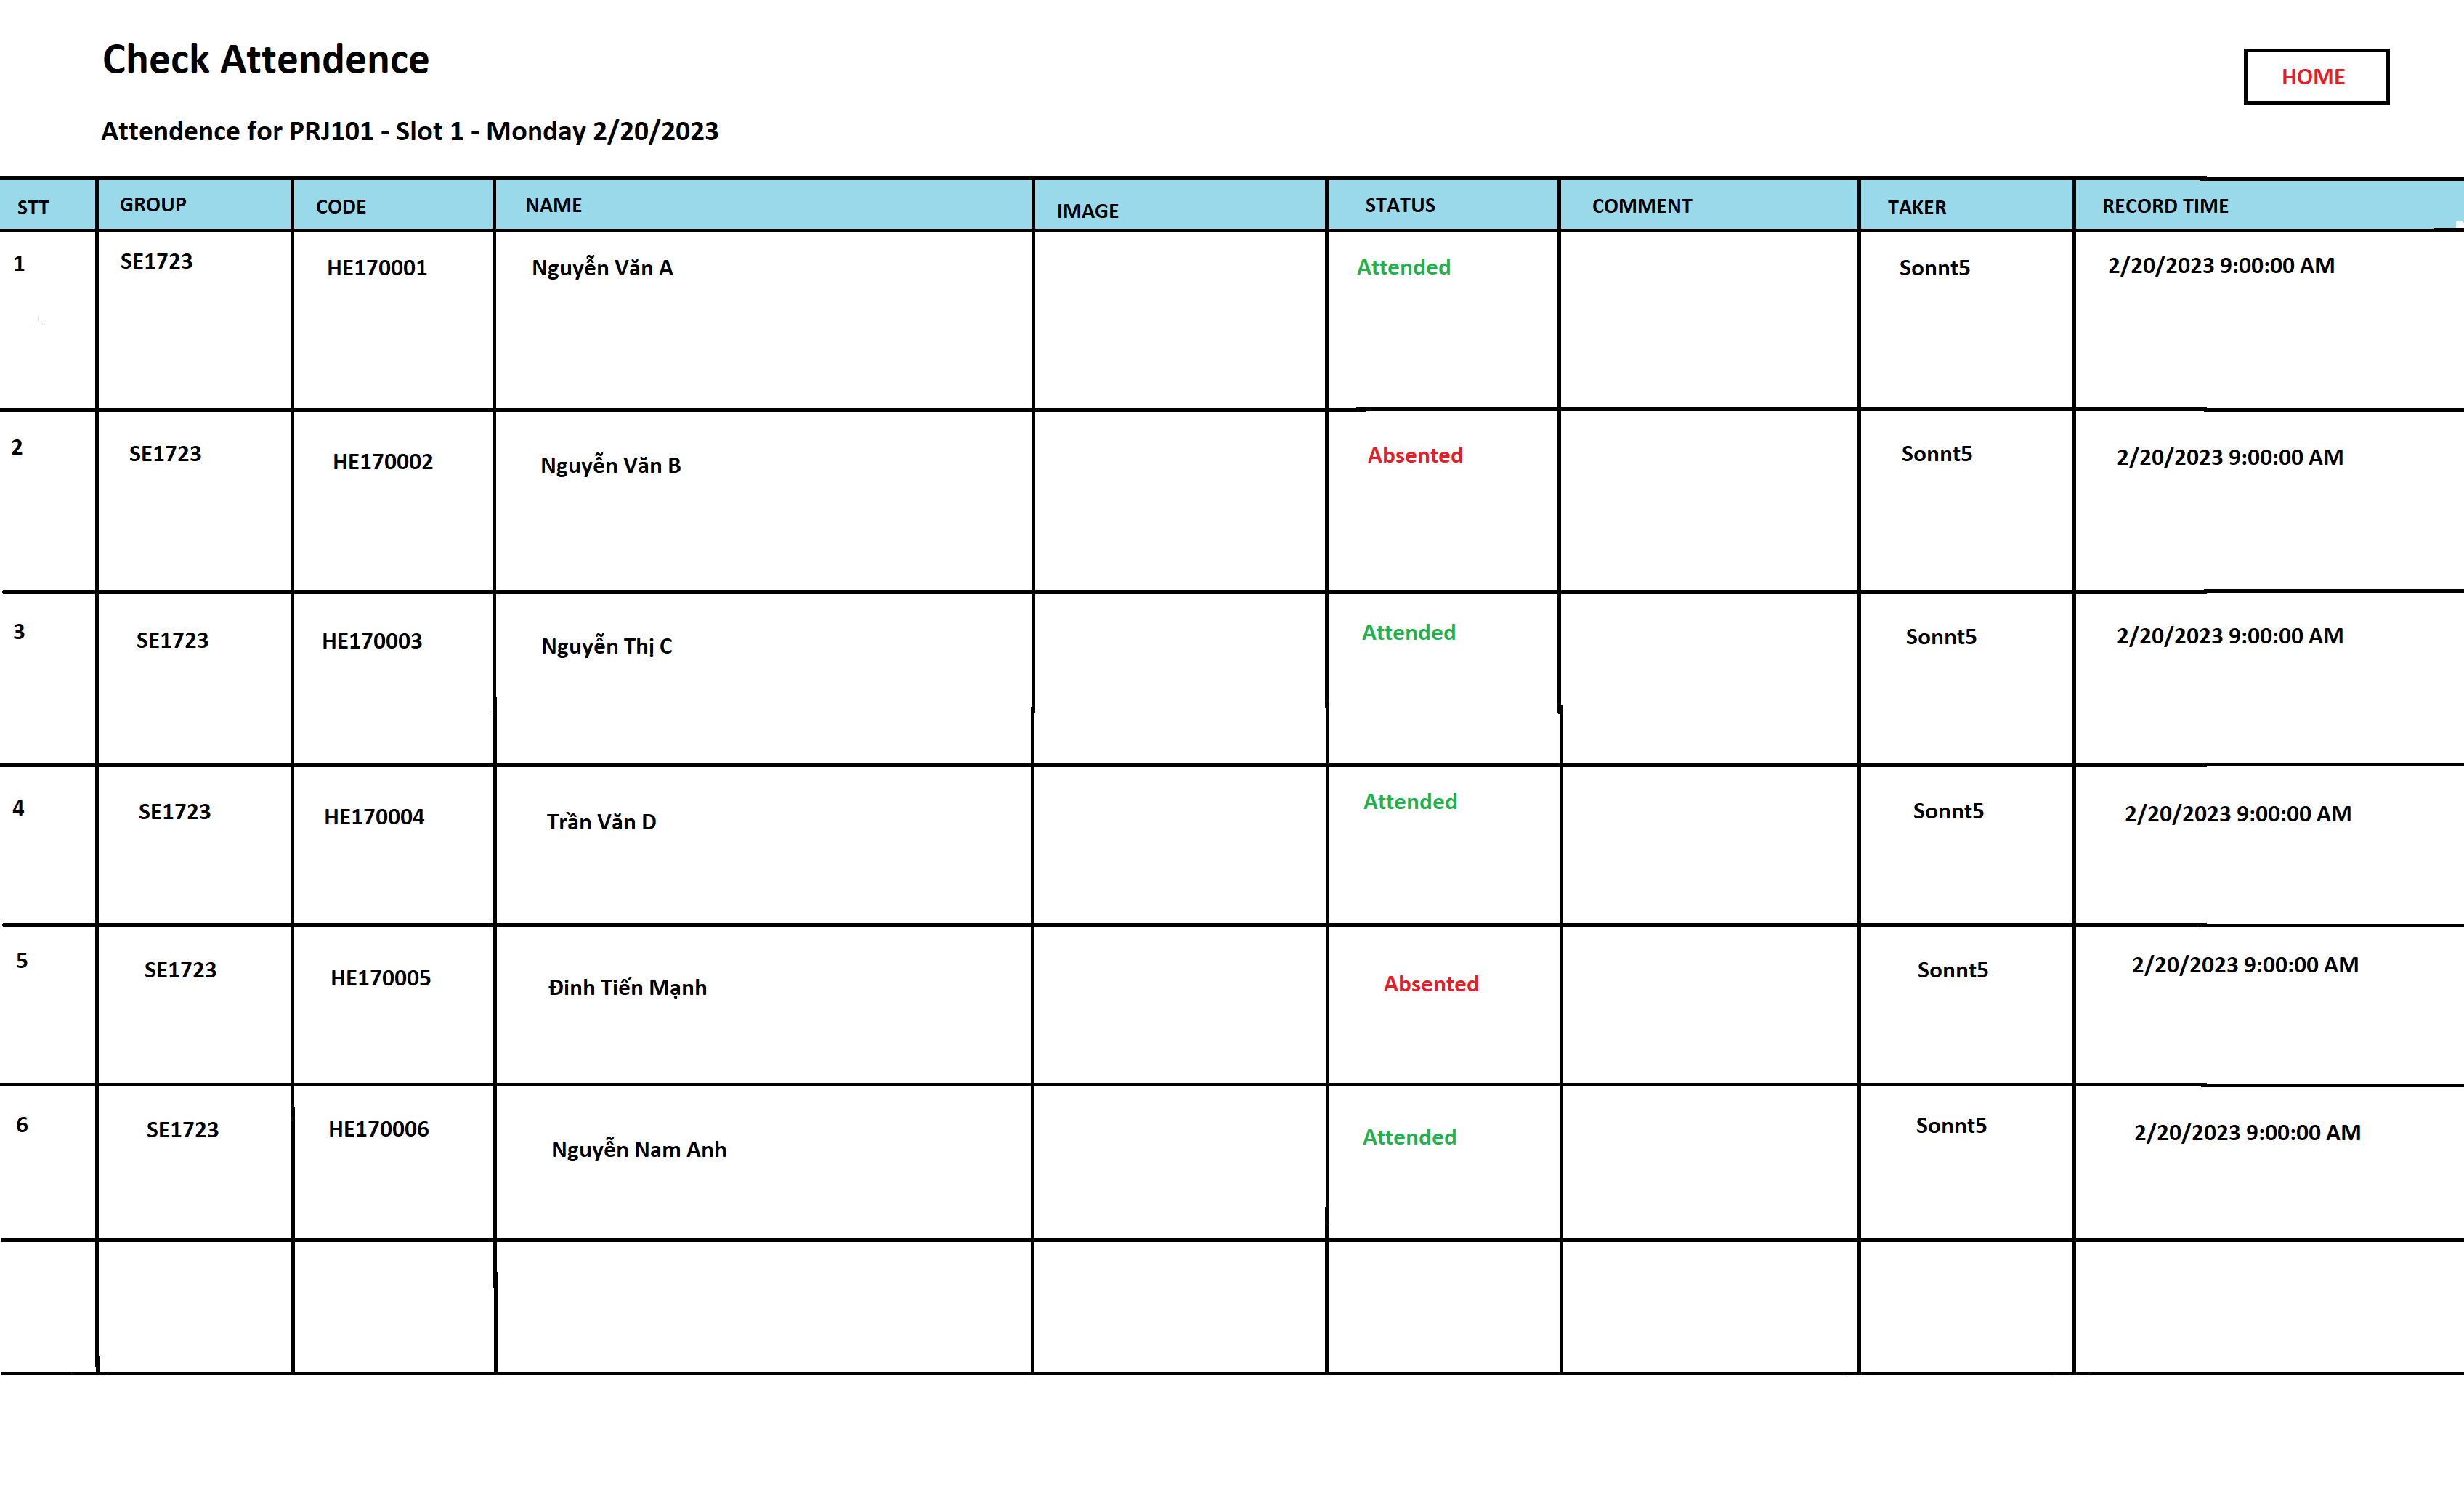 Check Attendence
HOME
Attendence for PRJ101 - Slot 1 - Monday 2/20/2023
STT GROUP CODE NAME IMAGE STATUS COMMENT TAKER RECORD TIME
1 SE1723 HE170001 Nguyễn Văn A Attended Sonnt5 2/20/2023 9:00:00 AM
2 SE1723 HE170002 Nguyễn Văn B Absented Sonnt5 2/20/2023 9:00:00 AM
3 SE1723 HE170003 Nguyễn Thị C Attended Sonnt5 2/20/2023 9:00:00 AM
4 SE1723 HE170004 Trần Văn D Attended Sonnt5 2/20/2023 9:00:00 AM
5 SE1723 HE170005 Đinh Tiến Mạnh Absented Sonnt5 2/20/2023 9:00:00 AM
6 SE1723 HE170006 Nguyễn Nam Anh Attended Sonnt5 2/20/2023 9:00:00 AM